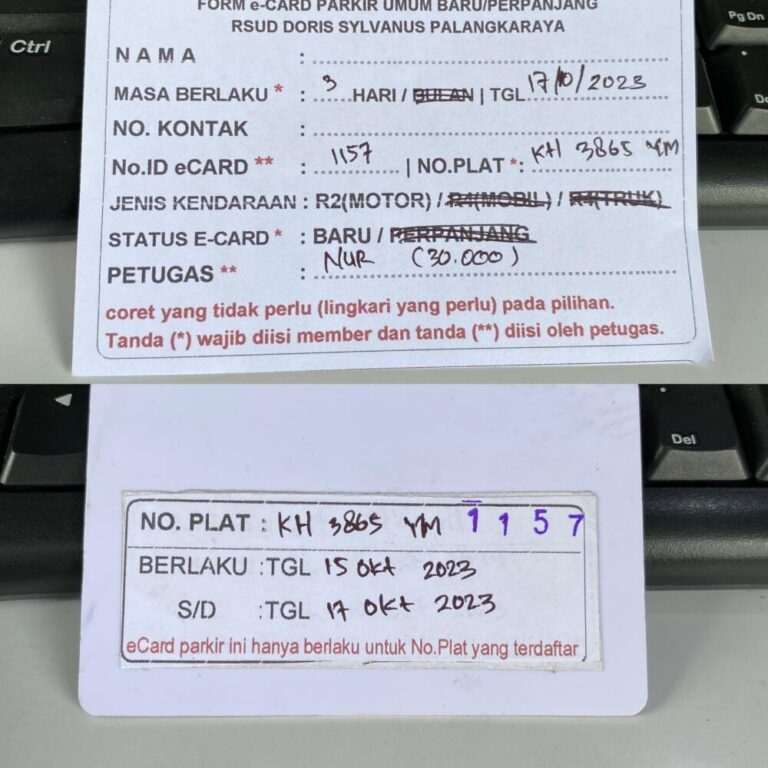 Ctrl
Pg Dn
De
FORM e-CARD PARKIR UMUM BARU/PERPANJANG
RSUD DORIS SYLVANUS PALANGKARAYA
NAMA :
MASA BERLAKU * : 3 HARI / BULAN | TGL 17/10/2023
NO. KONTAK :
No.ID eCARD ** : 1157 | NO.PLAT *: KH 3865 YM
JENIS KENDARAAN : R2(MOTOR) / R4(MOBIL) / R4(TRUK)
STATUS E-CARD * : BARU / PERPANJANG
PETUGAS ** : NUR (30.000)
coret yang tidak perlu (lingkari yang perlu) pada pilihan.
Tanda (*) wajib diisi member dan tanda (**) diisi oleh petugas.
Del
NO. PLAT : KH 3865 YM 1157
BERLAKU :TGL 15 Okt 2023
S/D :TGL 17 Okt 2023
eCard parkir ini hanya berlaku untuk No.Plat yang terdaftar